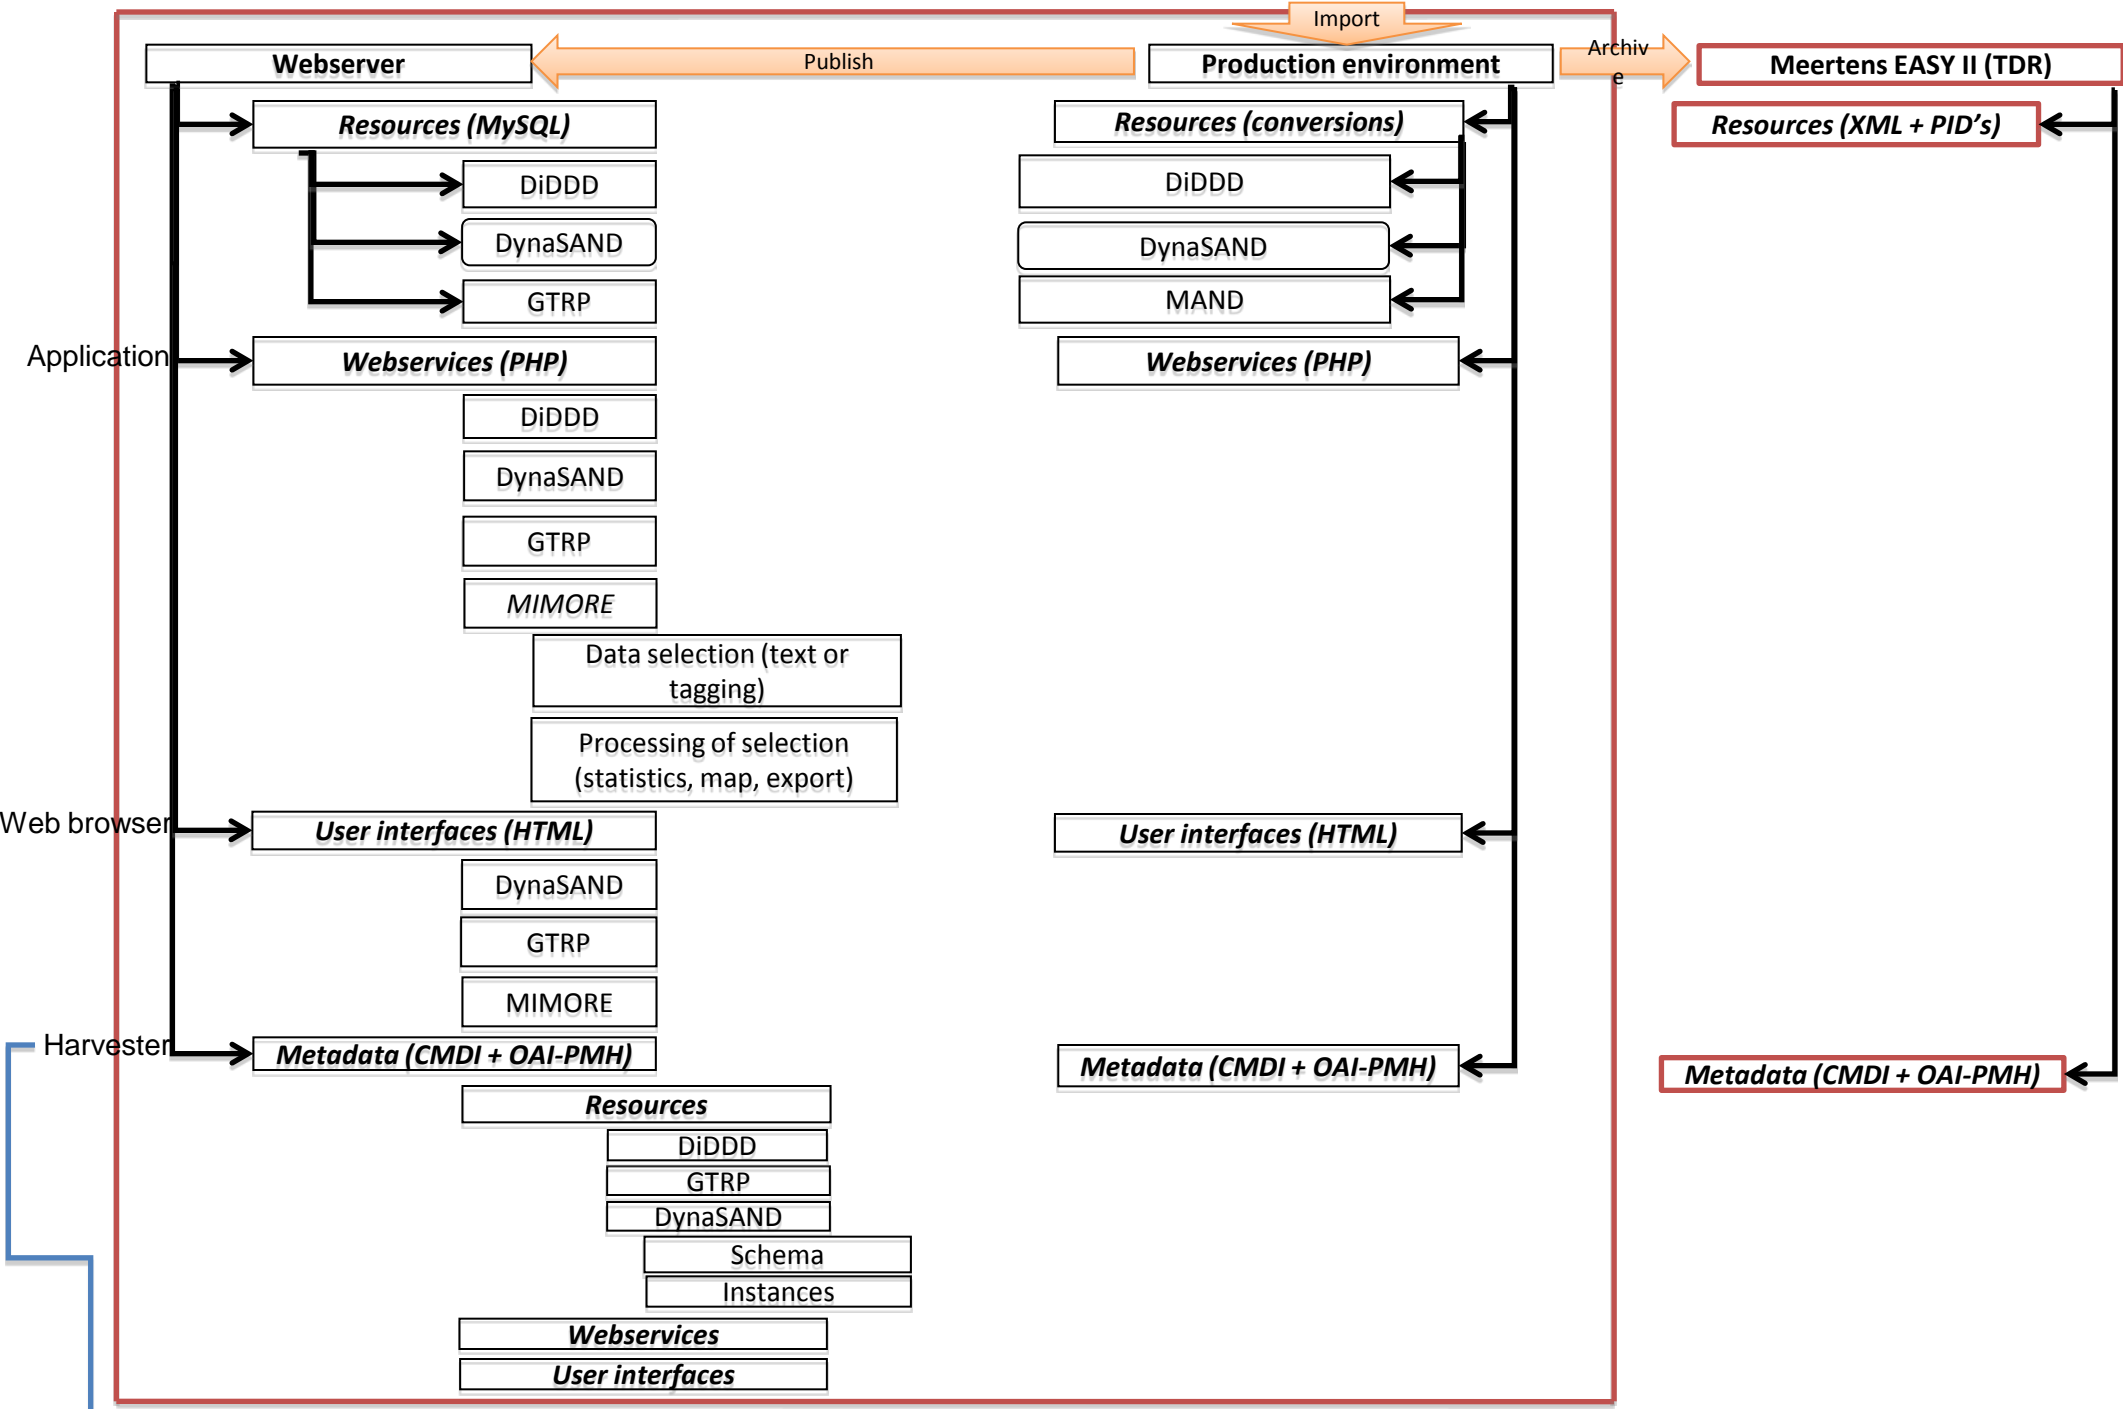 Import
Webserver
Publish
Production environment
Archiv
e
Meertens EASY II (TDR)
Resources (MySQL)
Resources (conversions)
Resources (XML + PID's)
DiDDD
DiDDD
DynaSAND
DynaSAND
GTRP
MAND
Application
Webservices (PHP)
Webservices (PHP)
DiDDD
DynaSAND
GTRP
MIMORE
Data selection (text or
tagging)
Processing of selection
(statistics, map, export)
Web browser
User interfaces (HTML)
User interfaces (HTML)
DynaSAND
GTRP
MIMORE
Harvester
Metadata (CMDI + OAI-PMH)
Metadata (CMDI + OAI-PMH)
Metadata (CMDI + OAI-PMH)
Resources
DiDDD
GTRP
DynaSAND
Schema
Instances
Webservices
User interfaces